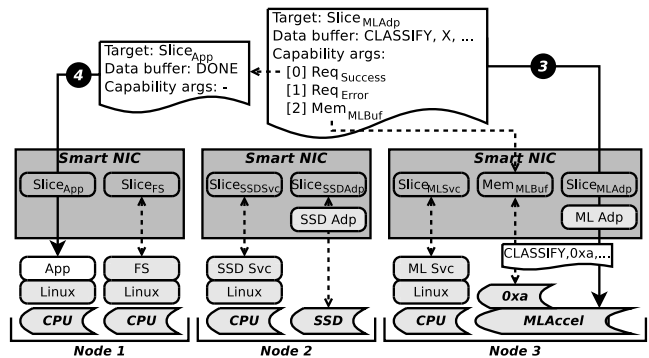 Target: Slice_MLAdp
Data buffer: CLASSIFY, X, ...
Capability args:
[0] Req_Success
[1] Req_Error
[2] Mem_MLBuf
Target: Slice_App
Data buffer: DONE
Capability args: -
4
3
Smart NIC
Slice_App
Slice_FS
Smart NIC
Slice_SSDSvc
Slice_SSDAdp
SSD Adp
Smart NIC
Slice_MLSvc
Mem_MLBuf
Slice_MLAdp
ML Adp
CLASSIFY,0xa,...
App
Linux
CPU
FS
Linux
CPU
Node 1
SSD Svc
Linux
CPU
SSD
Node 2
ML Svc
Linux
CPU
0xa
MLAccel
Node 3